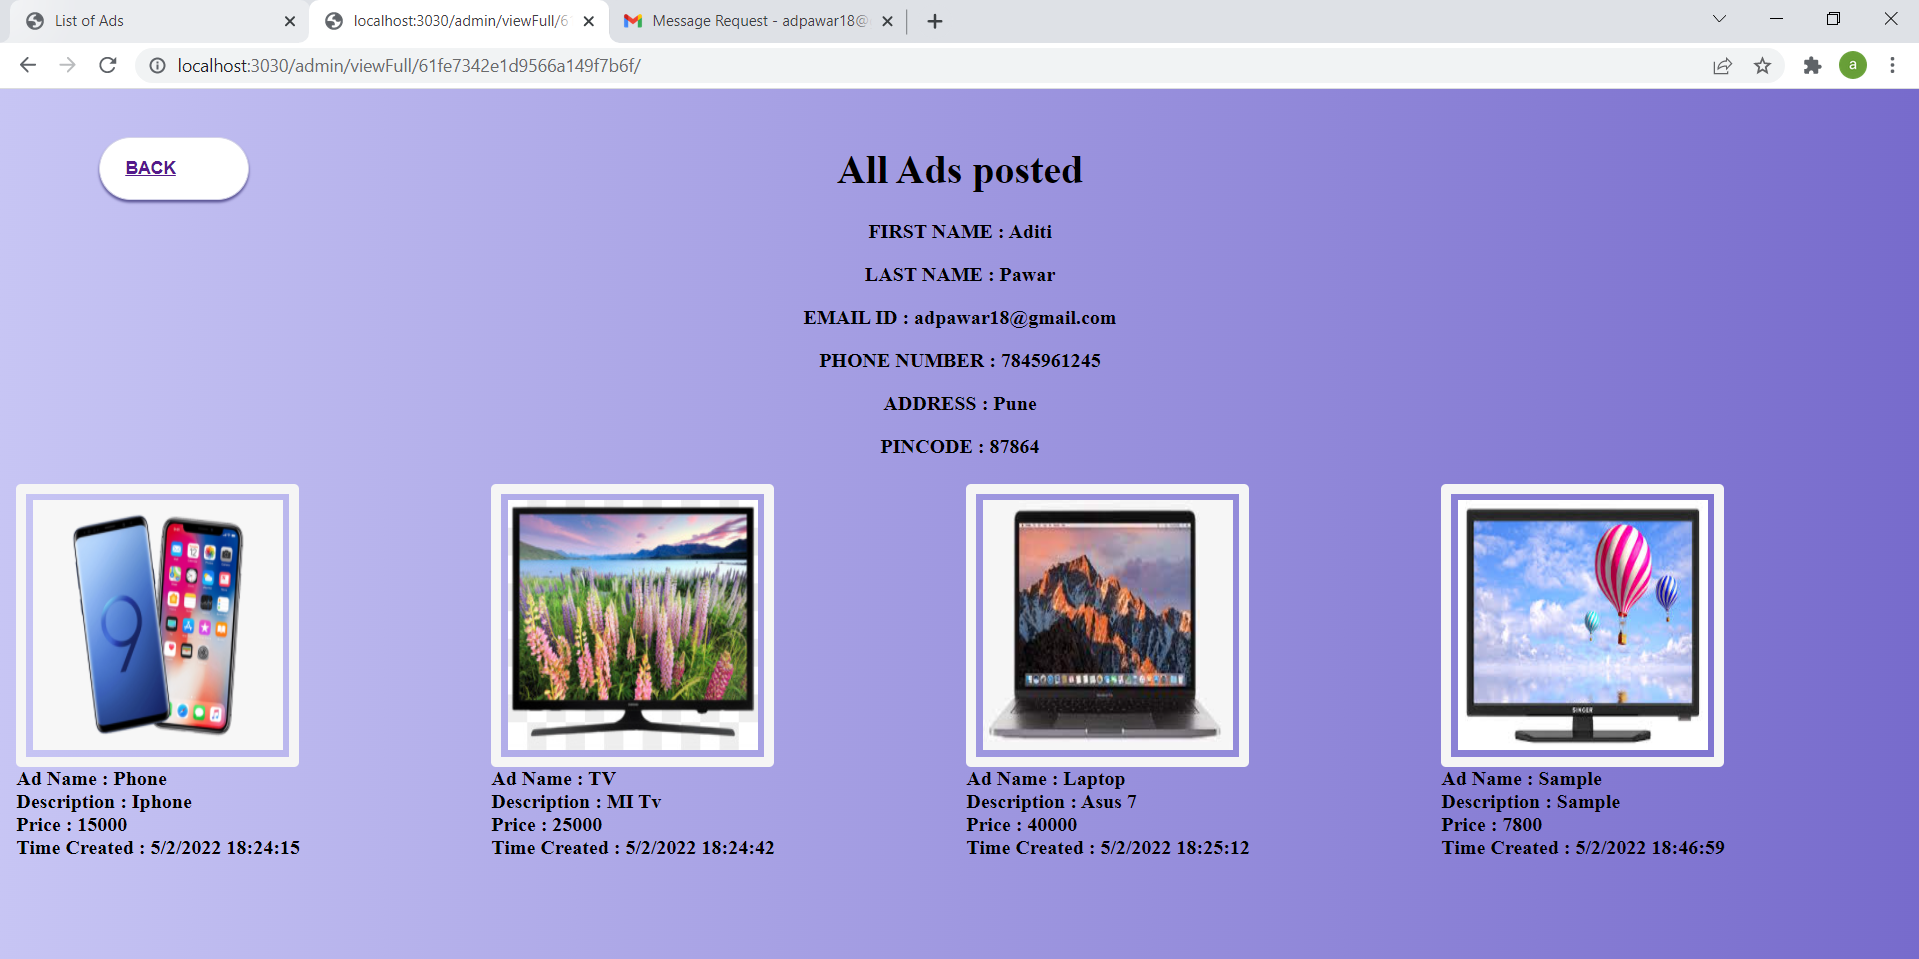 List of Ads
localhost:3030/admin/viewFull/6
Message Request - adpawar18@
localhost:3030/admin/viewFull/61fe7342e1d9566a149f7b6f/
a
BACK
All Ads posted
FIRST NAME : Aditi
LAST NAME : Pawar
EMAIL ID : adpawar18@gmail.com
PHONE NUMBER : 7845961245
ADDRESS : Pune
PINCODE : 87864
9
SINGER
Ad Name : Phone
Description : Iphone
Price : 15000
Time Created : 5/2/2022 18:24:15
Ad Name : TV
Description : MI Tv
Price : 25000
Time Created : 5/2/2022 18:24:42
Ad Name : Laptop
Description : Asus 7
Price : 40000
Time Created : 5/2/2022 18:25:12
Ad Name : Sample
Description : Sample
Price : 7800
Time Created : 5/2/2022 18:46:59